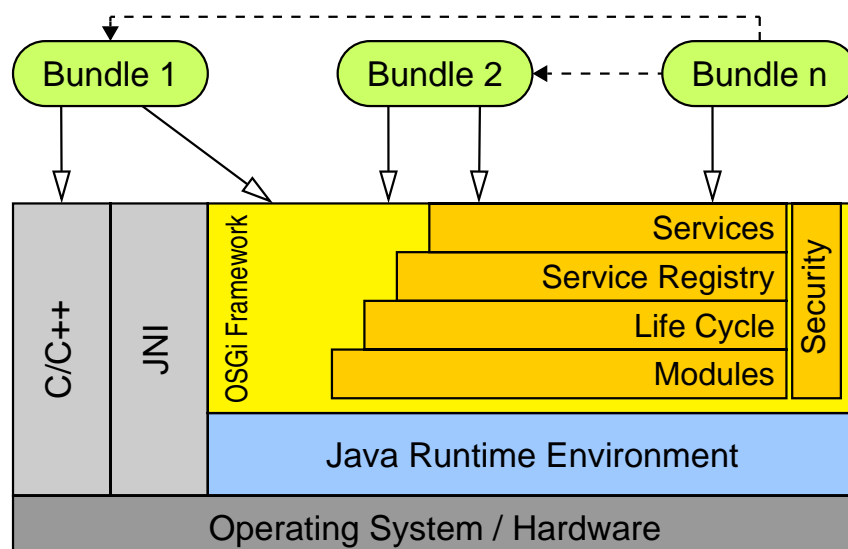 Bundle 1
Bundle 2
Bundle n
C/C++
JNI
OSGi Framework
Services
Service Registry
Life Cycle
Modules
Security
Java Runtime Environment
Operating System / Hardware